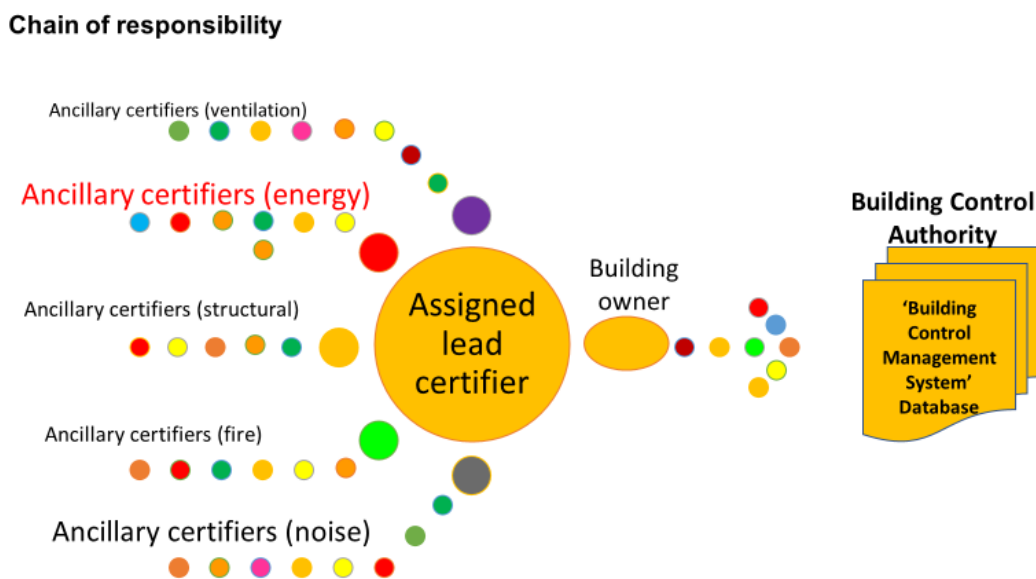 Chain of responsibility
Ancillary certifiers (ventilation)
Ancillary certifiers (energy)
Ancillary certifiers (structural)
Ancillary certifiers (fire)
Ancillary certifiers (noise)
Assigned
lead
certifier
Building
owner
Building Control
Authority
‘Building
Control
Management
System’
Database